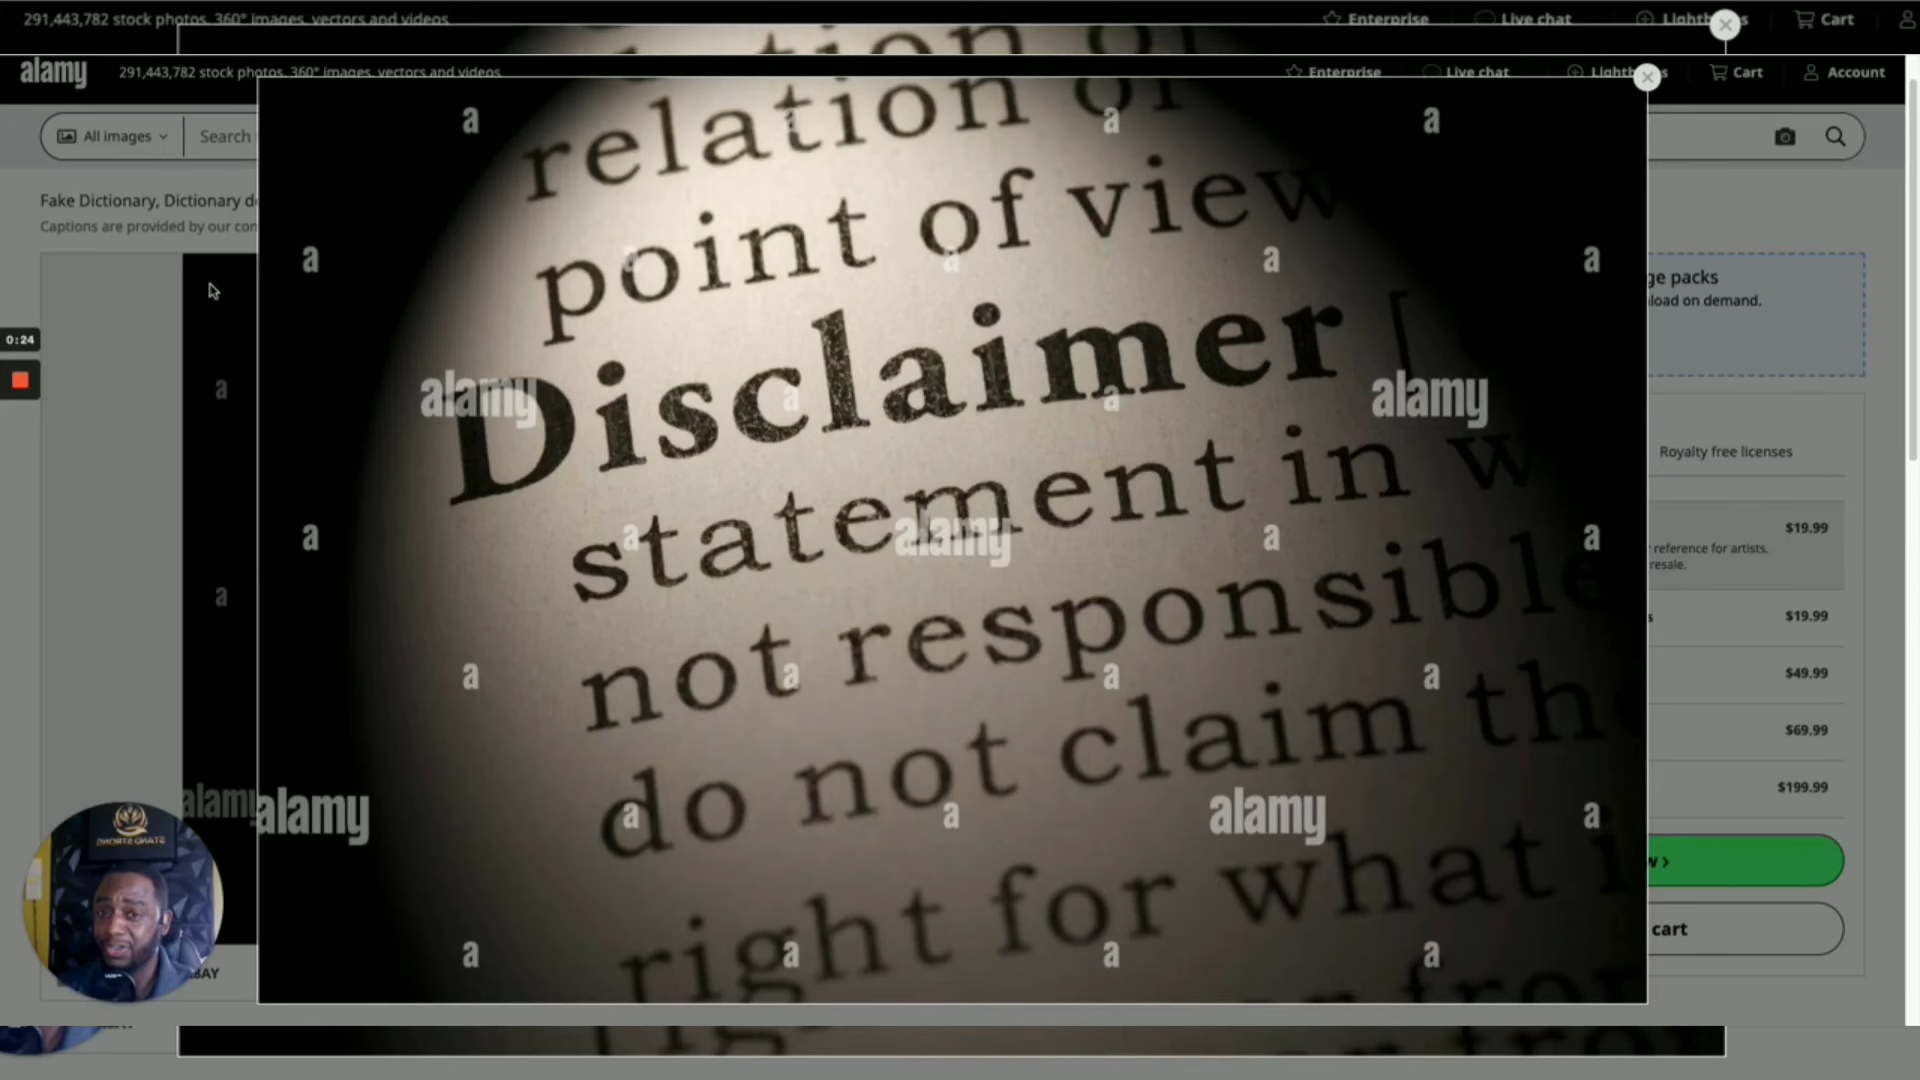 291,443,782 stock photos, 360° images, vectors and videos
Enterprise
Live chat
Cart
alamy
291,443,782 stock photos, 360° images, vectors and videos
Enterprise
Live chat
Cart
Account
All images
Search
Fake Dictionary, Dictionary
Captions are provided by our
relation of
point of view
Disclaimer [
statement in w
not responsible
do not claim th
right for what i
from
0:24
packs
on demand.
Royalty free licenses
$19.99
reference for artists.
resale.
$19.99
$49.99
$69.99
$199.99
cart
alamy
alamy
alamy
alamy
alamy
alamy
a